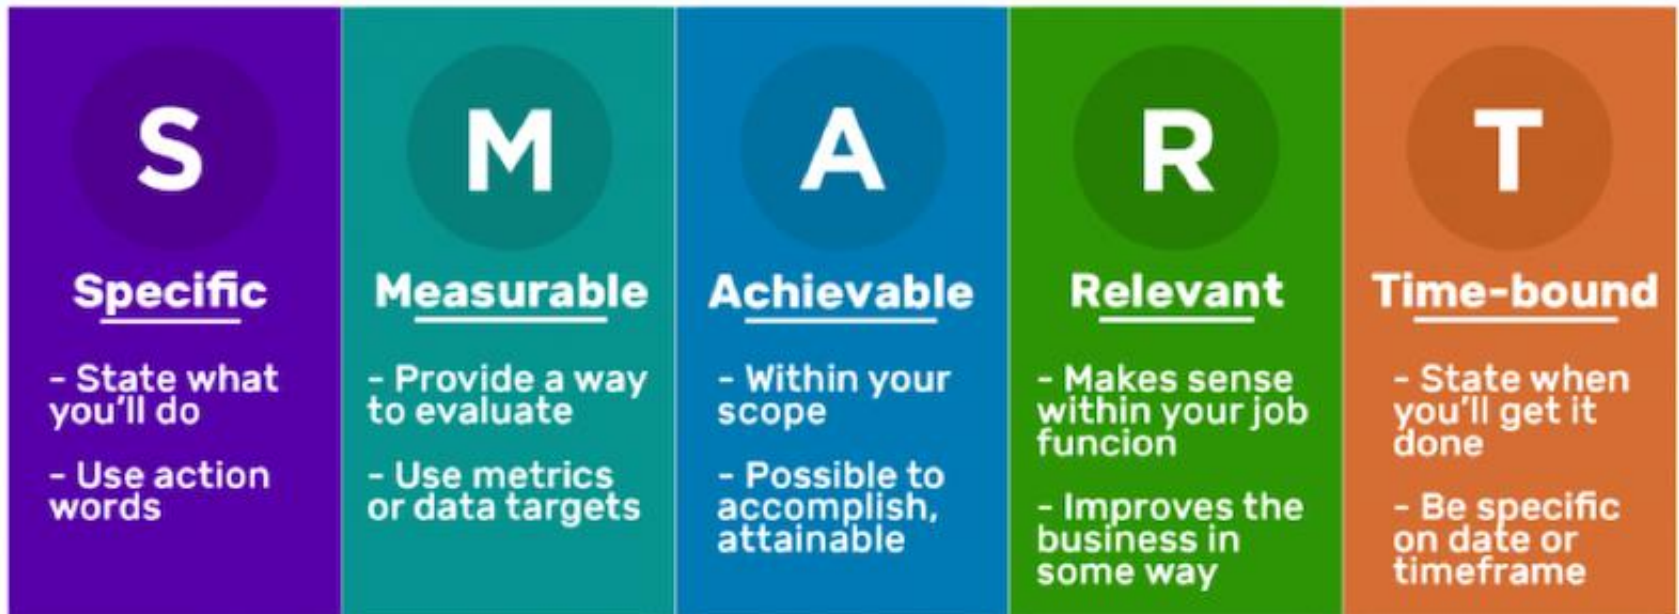 S
Specific
- State what
you'll do
- Use action
words
M
Measurable
- Provide a way
to evaluate
- Use metrics
or data targets
A
Achievable
- Within your
scope
- Possible to
accomplish,
attainable
R
Relevant
- Makes sense
within your job
funcion
- Improves the
business in
some way
T
Time-bound
- State when
you'll get it
done
- Be specific
on date or
timeframe